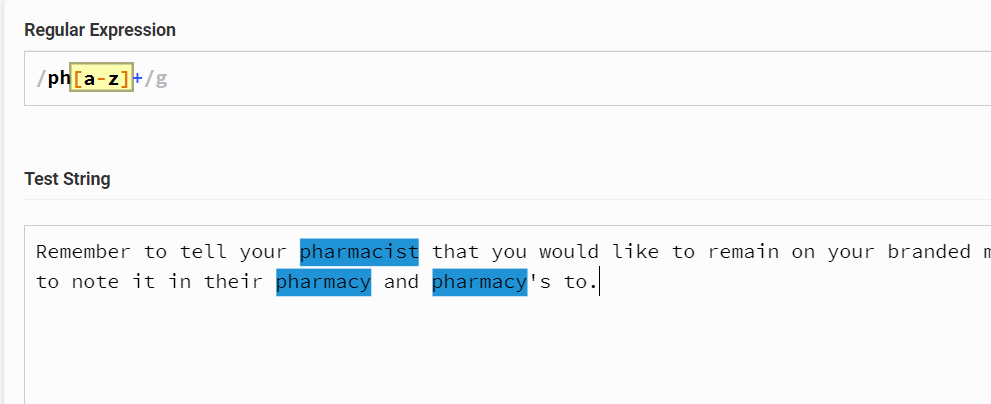 Regular Expression
/ph[a-z]+/g
Test String
Remember to tell your pharmacist that you would like to remain on your branded
to note it in their pharmacy and pharmacy's to.